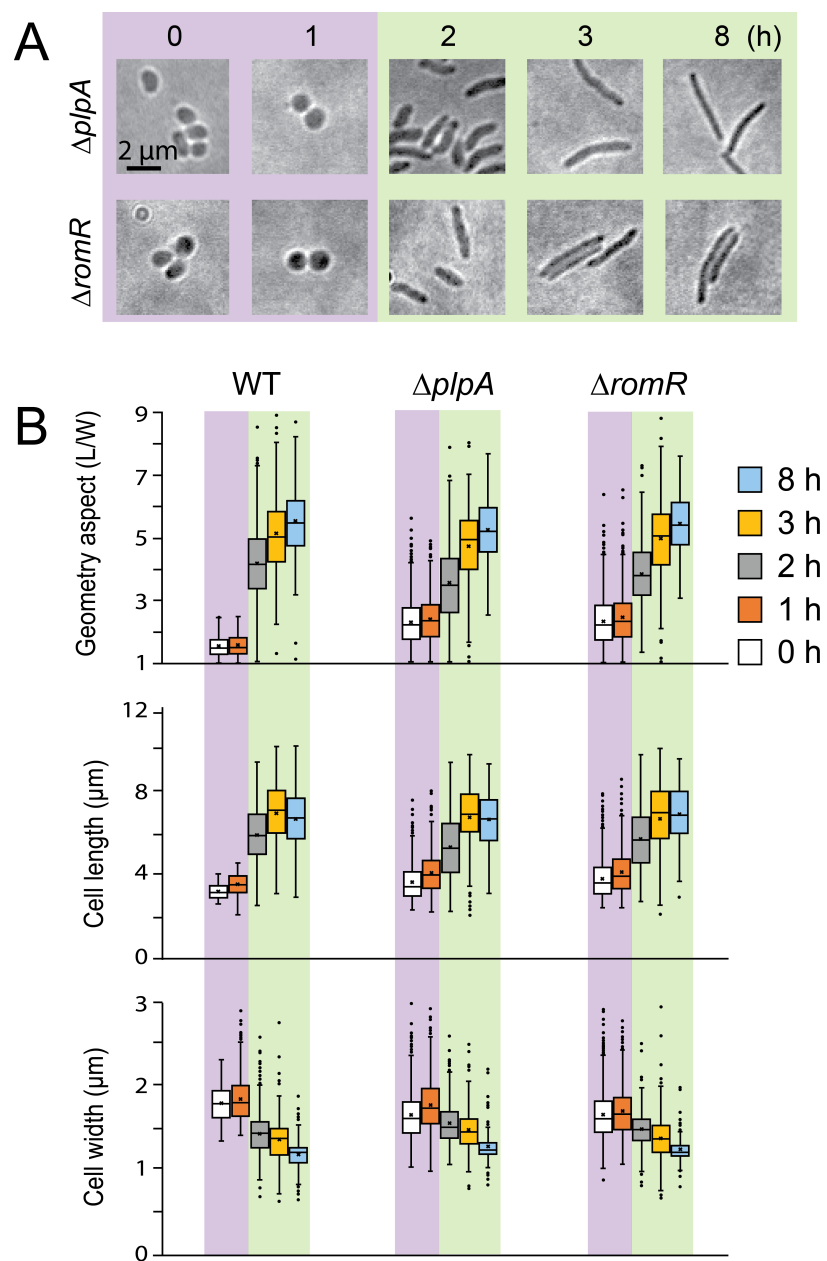 A
0 1 2 3 8 (h)
ΔplpA
2 µm
ΔromR
B
WT ΔplpA ΔromR
Geometry aspect (L/W)
9
7
5
3
1
8 h
3 h
2 h
1 h
0 h
Cell length (µm)
12
8
4
0
Cell width (µm)
3
2
1
0